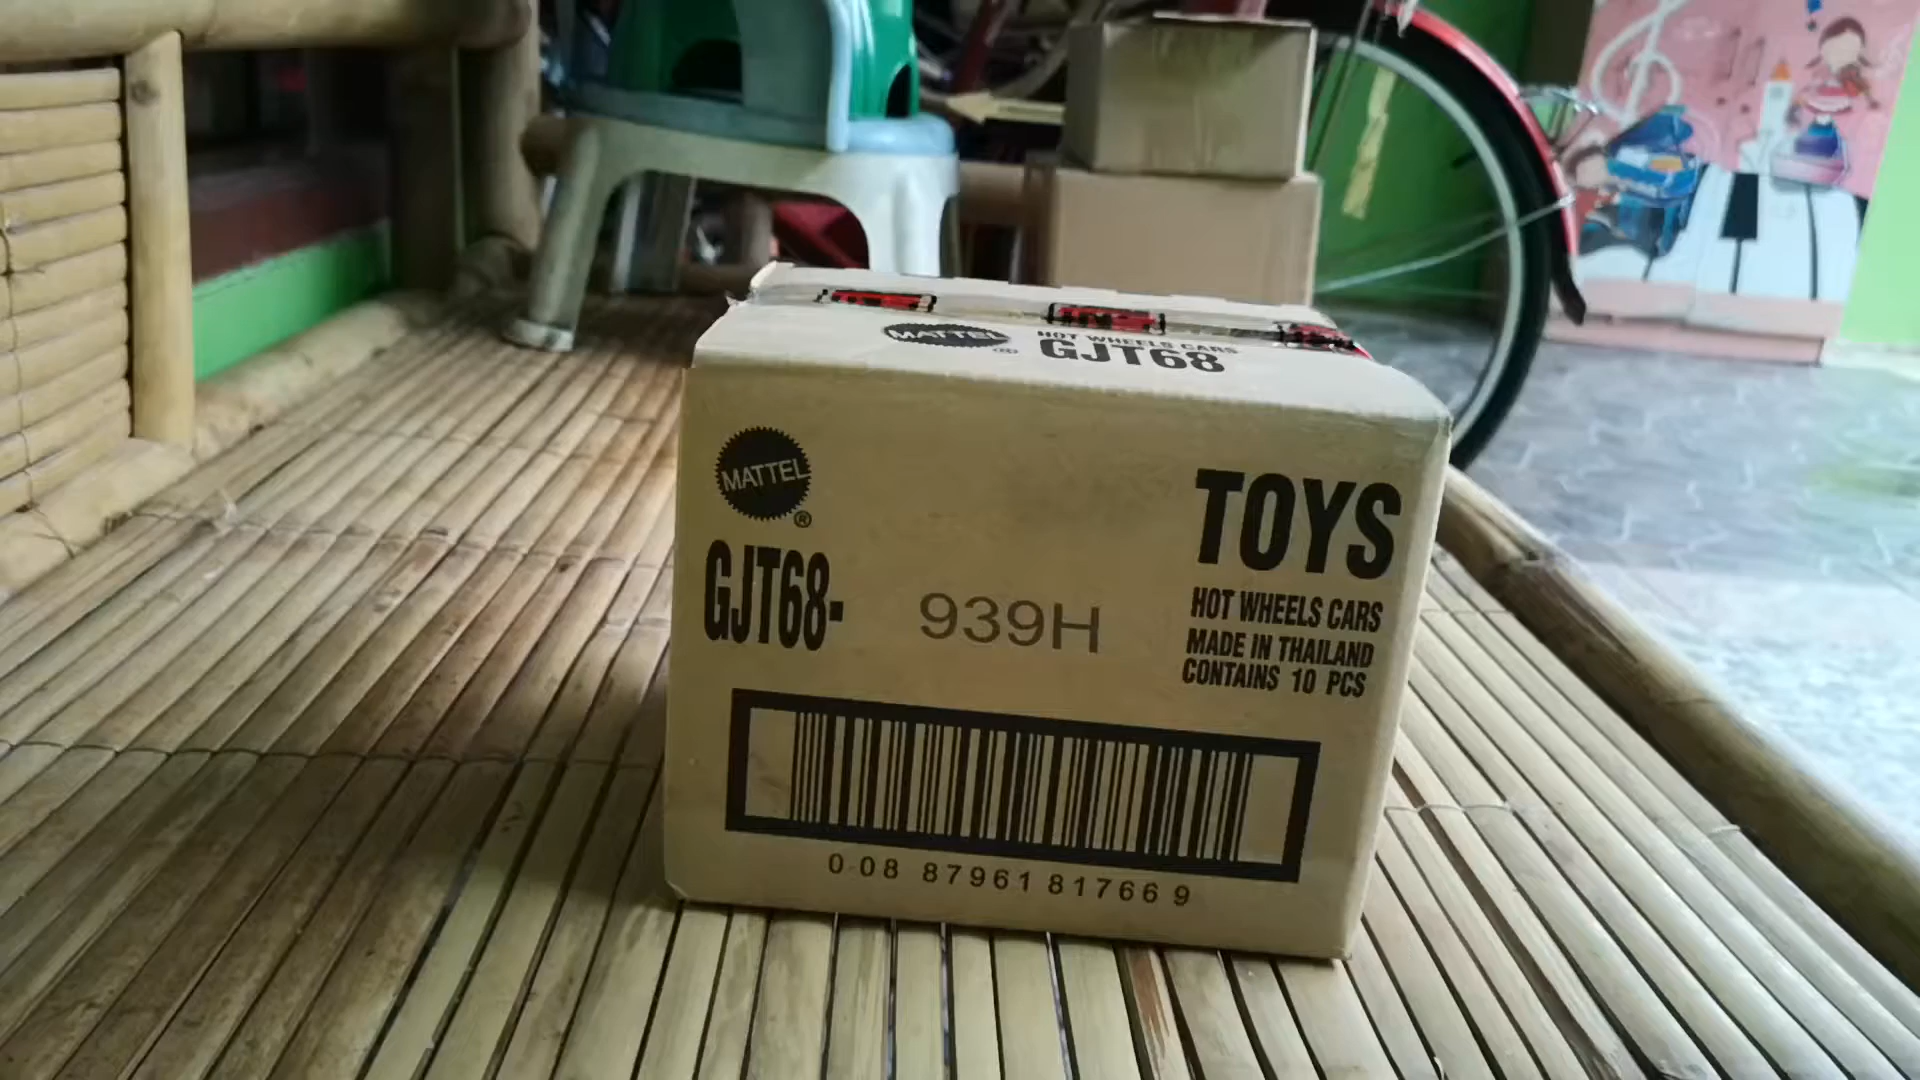 MATTEL
®
HOT WHEELS CARS
GJT68
MATTEL
®
GJT68-
939H
TOYS
HOT WHEELS CARS
MADE IN THAILAND
CONTAINS 10 PCS
0 08 87961 81766 9